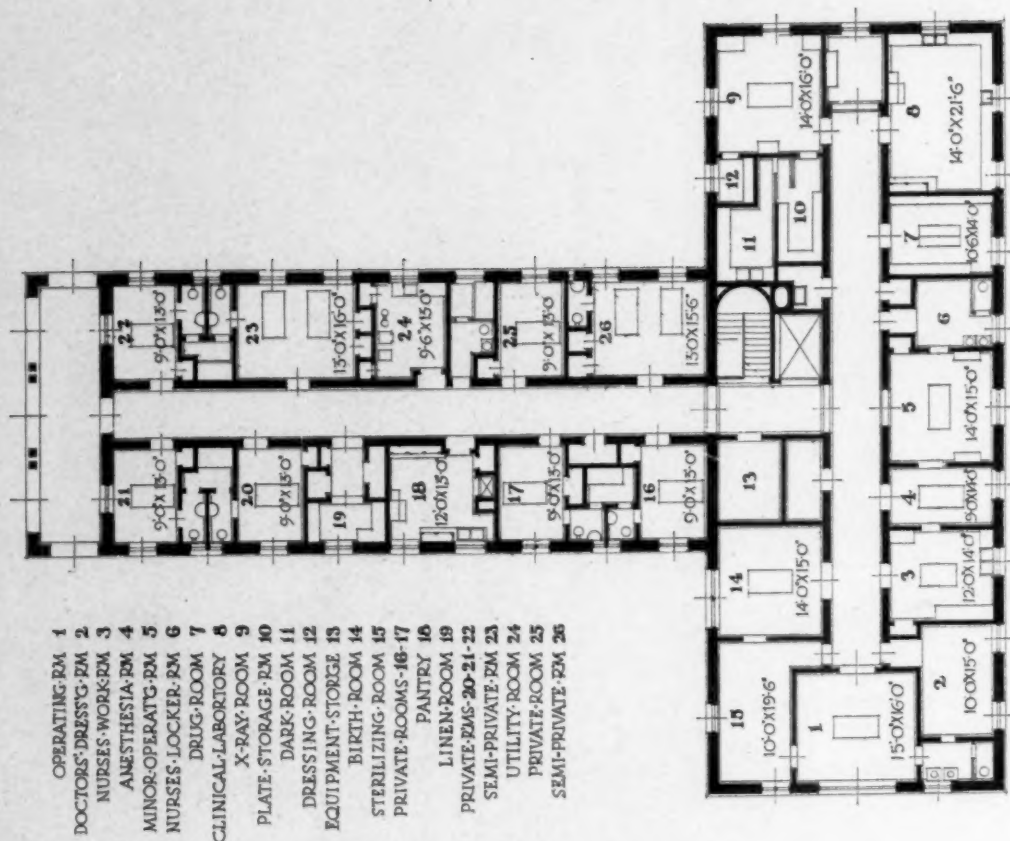 OPERATING·RM 1
DOCTORS·DRESS'G·RM 2
NURSES·WORK·RM 3
ANESTHESIA·RM 4
MINOR·OPERAT'G·RM 5
NURSES·LOCKER·RM 6
DRUG·ROOM 7
CLINICAL·LABORTORY 8
X-RAY·ROOM 9
PLATE·STORAGE·RM 10
DARK·ROOM 11
DRESSING·ROOM 12
EQUIPMENT·STORGE 13
BIRTH·ROOM 14
STERILIZING·ROOM 15
PRIVATE·ROOMS·16·17
PANTRY 18
LINEN·ROOM 19
PRIVATE·RMS·20·21·22
SEMI·PRIVATE·RM 23
UTILITY·ROOM 24
PRIVATE·ROOM 25
SEMI·PRIVATE·RM 26
21
9'·0"X13'·0"
20
9'·0"X13'·0"
19
18
12'·0"X13'·0"
17
9'·0"X13'·0"
16
9'·0"X13'·0"
22
9'·0"X13'·0"
23
13'·0"X16'·0"
24
9'·6"X13'·0"
25
9'·0"X13'·0"
26
13'·0"X15'·6"
15
10'·0"X19'·6"
14
14'·0"X15'·0"
13
11
12
10
9
14'·0"X16'·0"
1
15'·0"X16'·0"
2
10'·0"X15'·0"
3
12'·0"X14'·0"
4
5
14'·0"X15'·0"
6
7
10'·6"X14'·0"
8
14'·0"X21'·6"